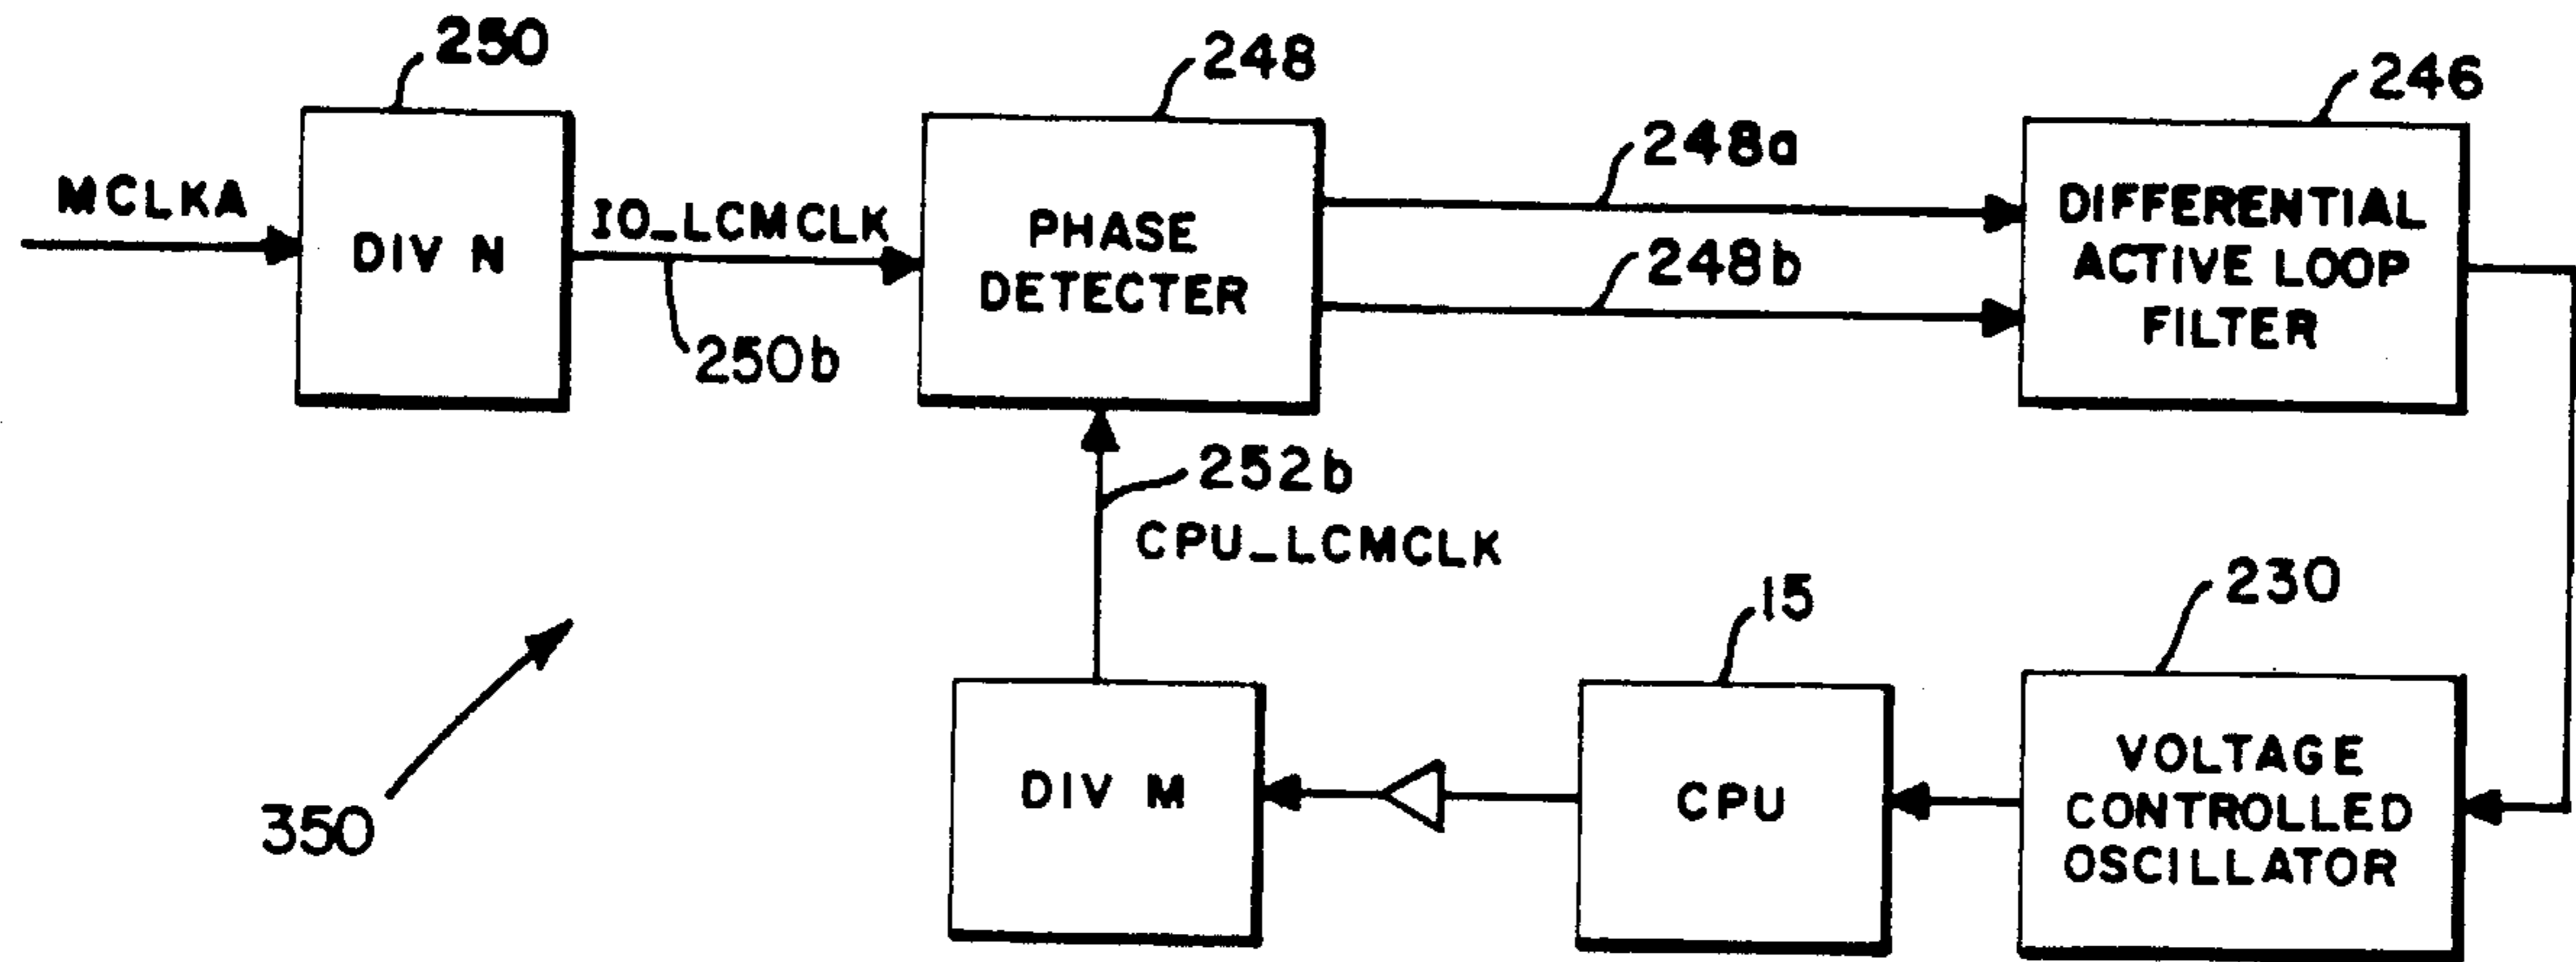 250
248
246
MCLKA
DIV N
IO_LCMCLK
250b
PHASE
DETECTER
248a
248b
DIFFERENTIAL
ACTIVE LOOP
FILTER
252b
CPU_LCMCLK
15
230
350
DIV M
CPU
VOLTAGE
CONTROLLED
OSCILLATOR